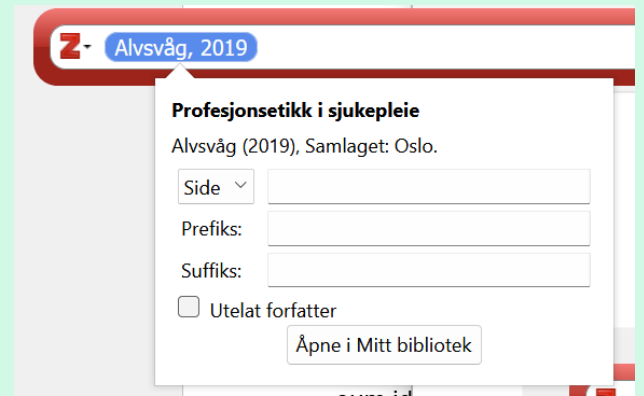 Z Alvsvåg, 2019
Profesjonsetikk i sjukepleie
Alvsvåg (2019), Samlaget: Oslo.
Side
Prefiks:
Suffiks:
Utelat forfatter
Åpne i Mitt bibliotek